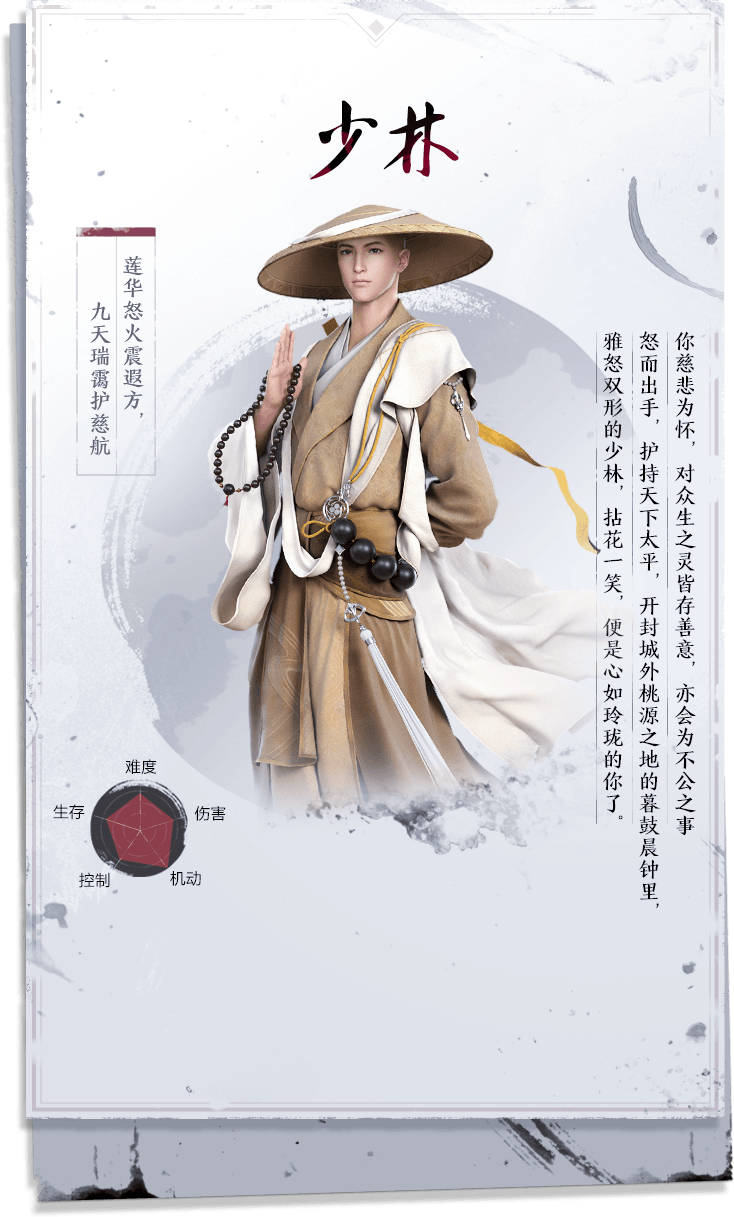 少林
莲华怒火震遐方，
九天瑞霭护慈航
你慈悲为怀，对众生之灵皆存善意，亦会为不公之事
怒而出手，护持天下太平，开封城外桃源之地的暮鼓晨钟里，
雅怒双形的少林，拈花一笑，便是心如玲珑的你了。
难度
生存
伤害
控制
机动